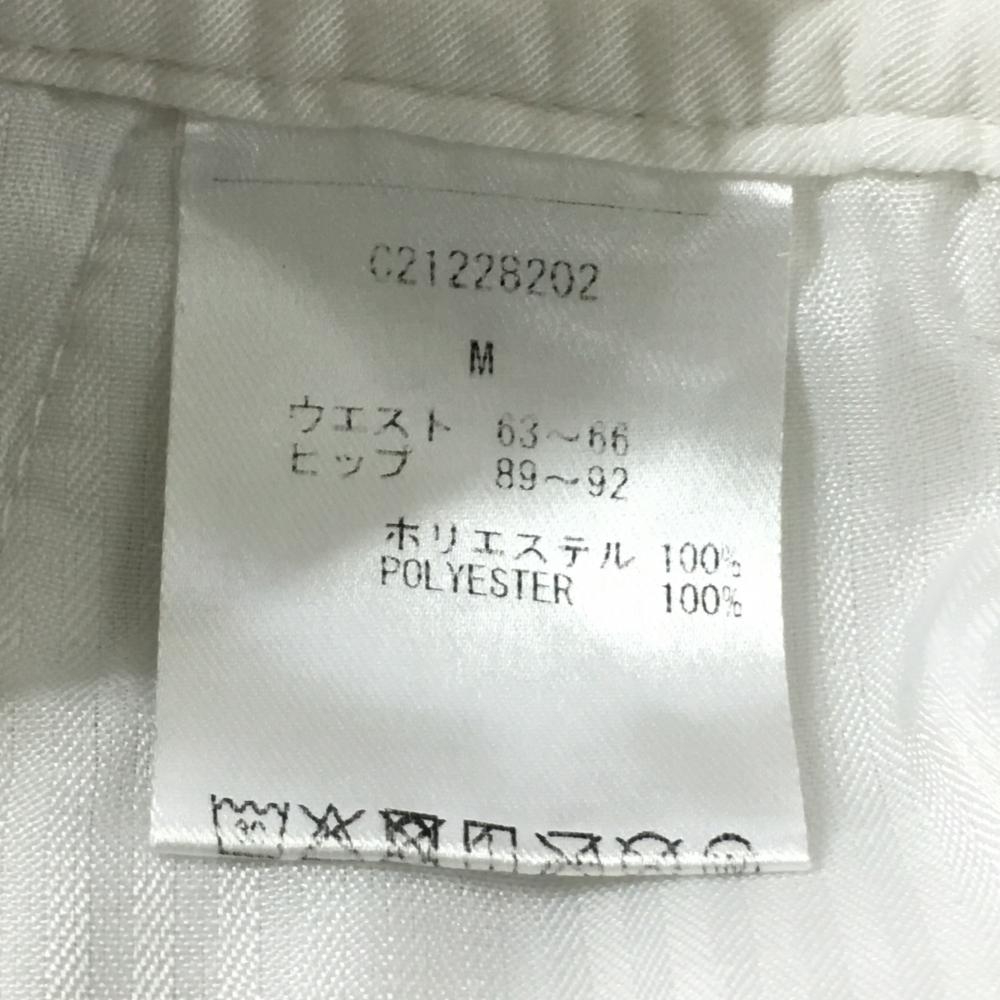 C21228202
M
ウエスト 63～66
ヒップ 89～92
ポリエステル 100%
POLYESTER 100%